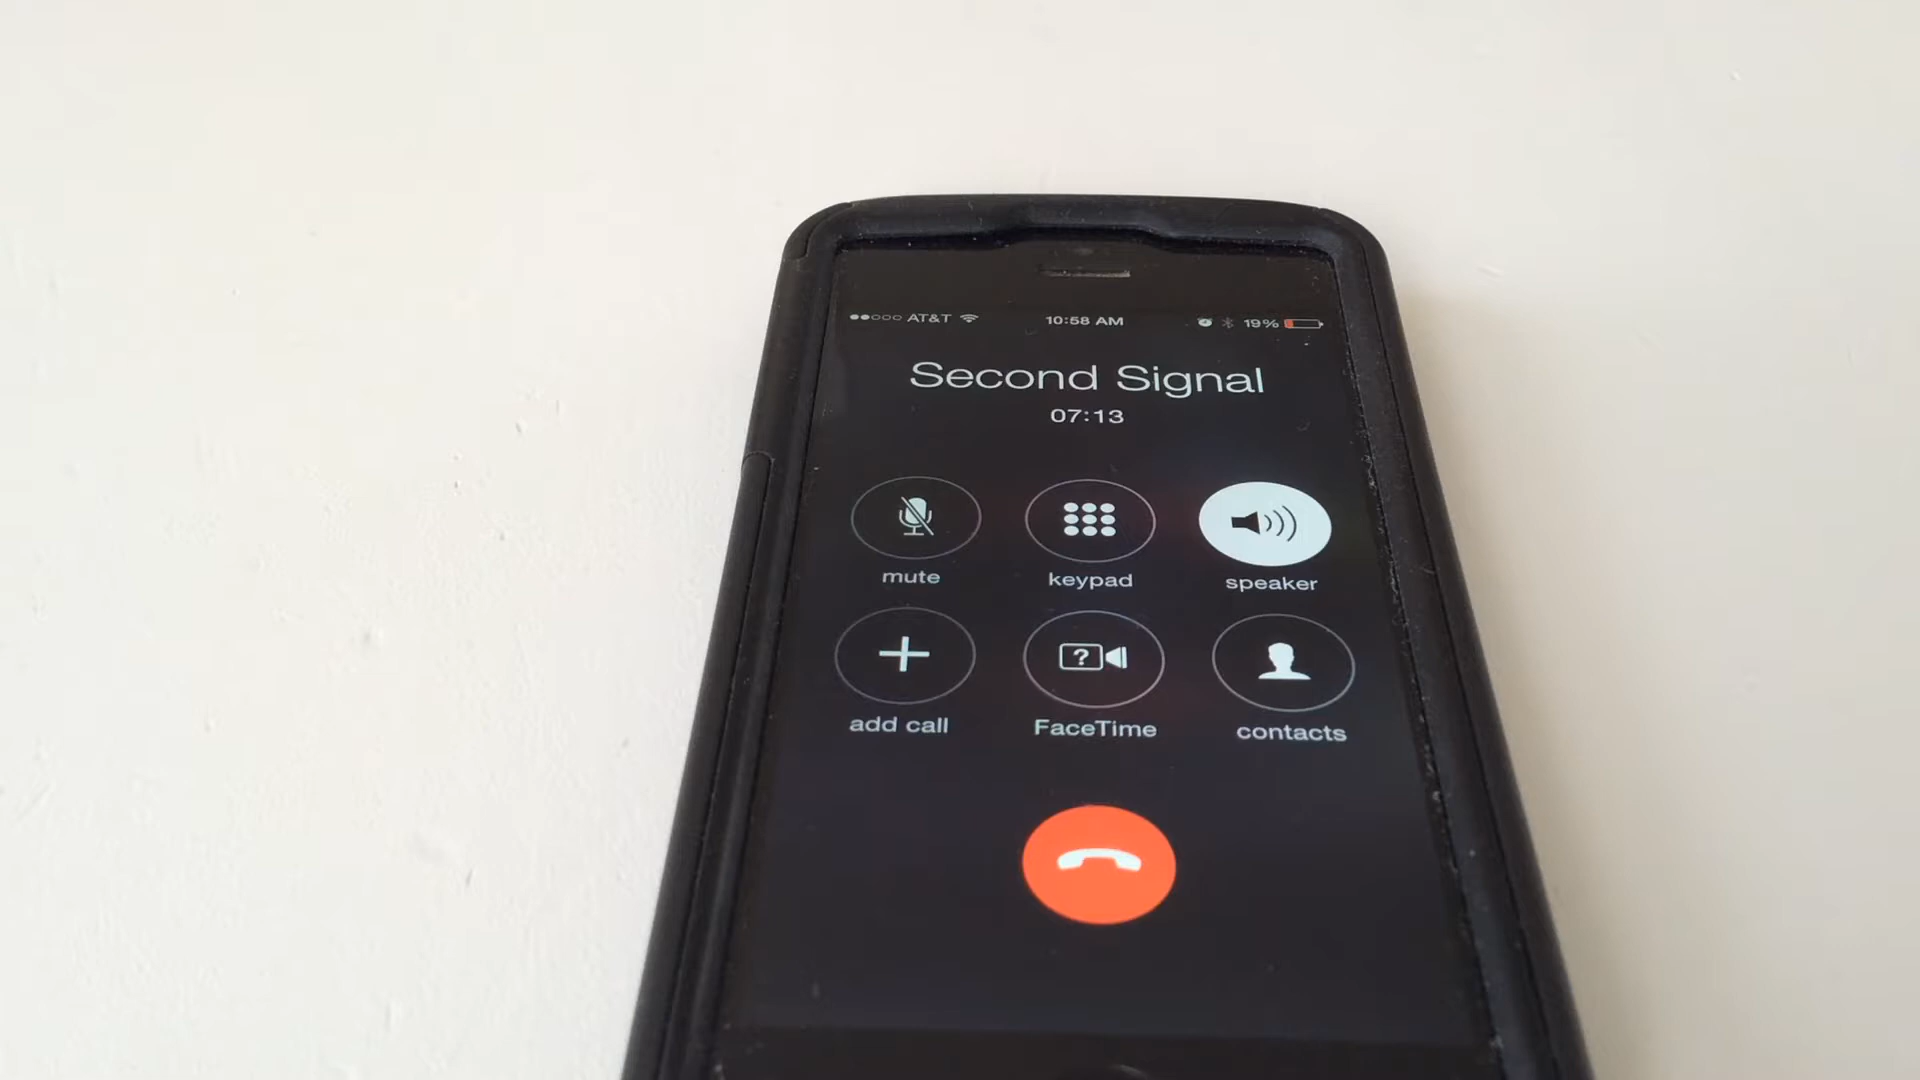 AT&T 10:58 AM 19%
Second Signal
07:13
mute keypad speaker
?
add call FaceTime contacts